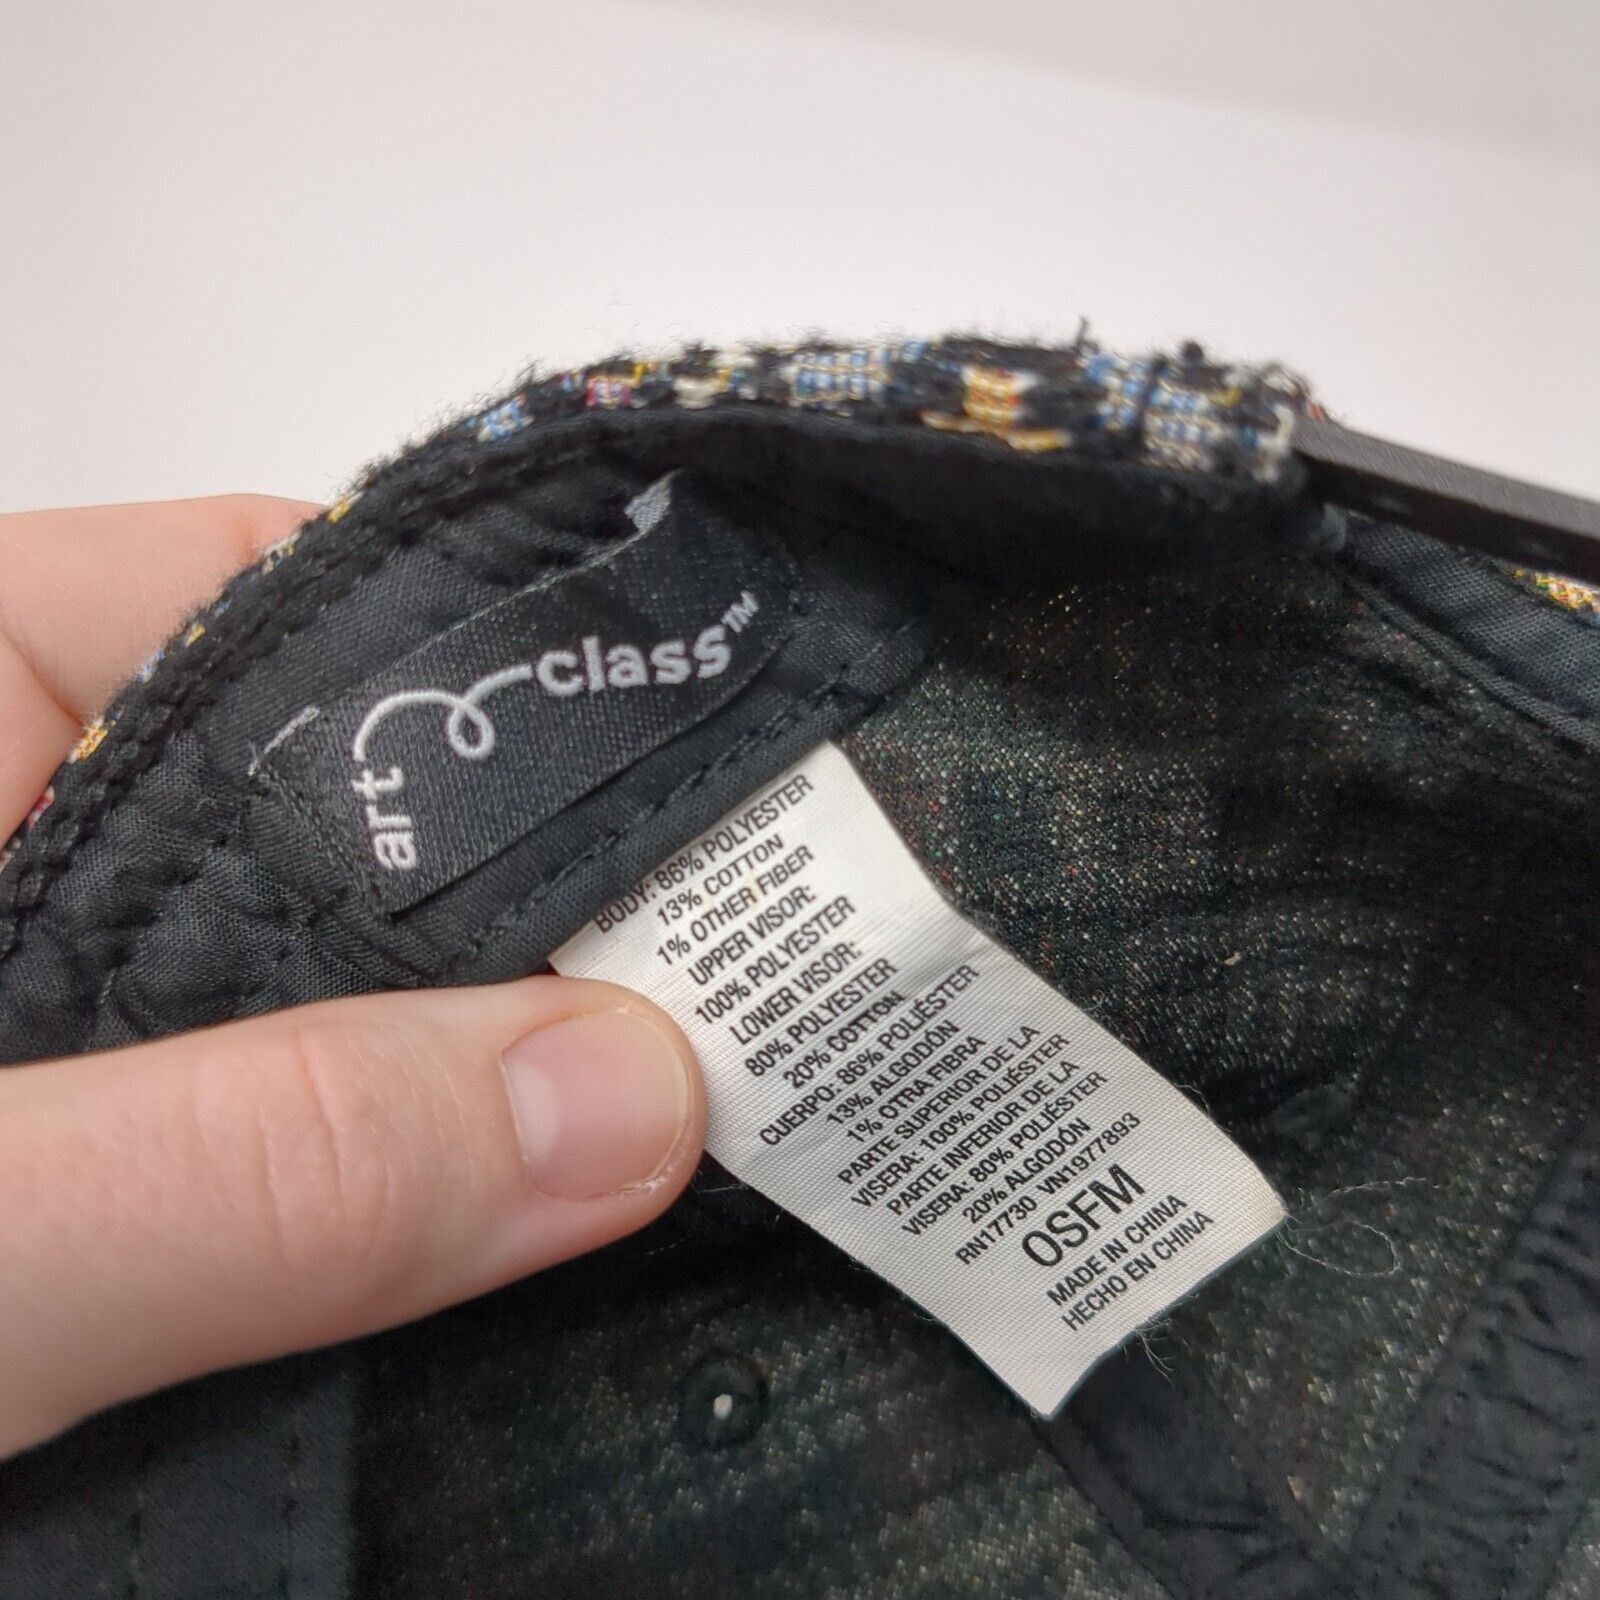 art class™
BODY: 86% POLYESTER
13% COTTON
1% OTHER FIBER
UPPER VISOR:
100% POLYESTER
LOWER VISOR:
80% POLYESTER
20% COTTON
CUERPO: 86% POLIÉSTER
13% ALGODÓN
1% OTRA FIBRA
PARTE SUPERIOR DE LA
VISERA: 100% POLIÉSTER
PARTE INFERIOR DE LA
VISERA: 80% POLIÉSTER
20% ALGODÓN
RN17730 VN1977893
OSFM
MADE IN CHINA
HECHO EN CHINA